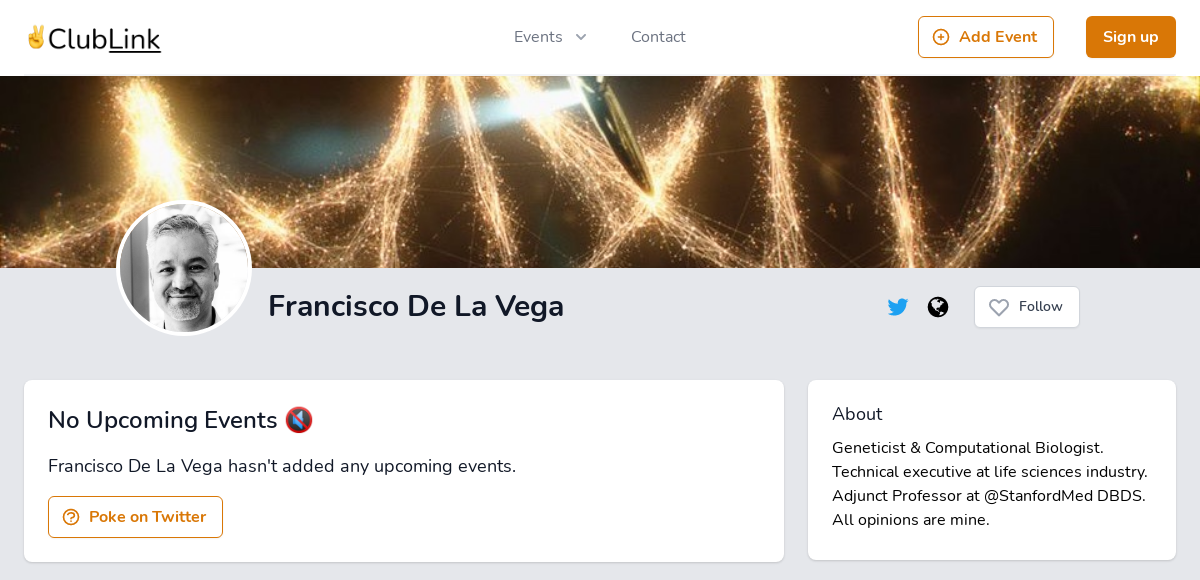 ✌ClubLink
Events
Contact
Add Event
Sign up
Francisco De La Vega
Follow
No Upcoming Events 🔇
Francisco De La Vega hasn't added any upcoming events.
Poke on Twitter
About
Geneticist & Computational Biologist.
Technical executive at life sciences industry.
Adjunct Professor at @StanfordMed DBDS.
All opinions are mine.